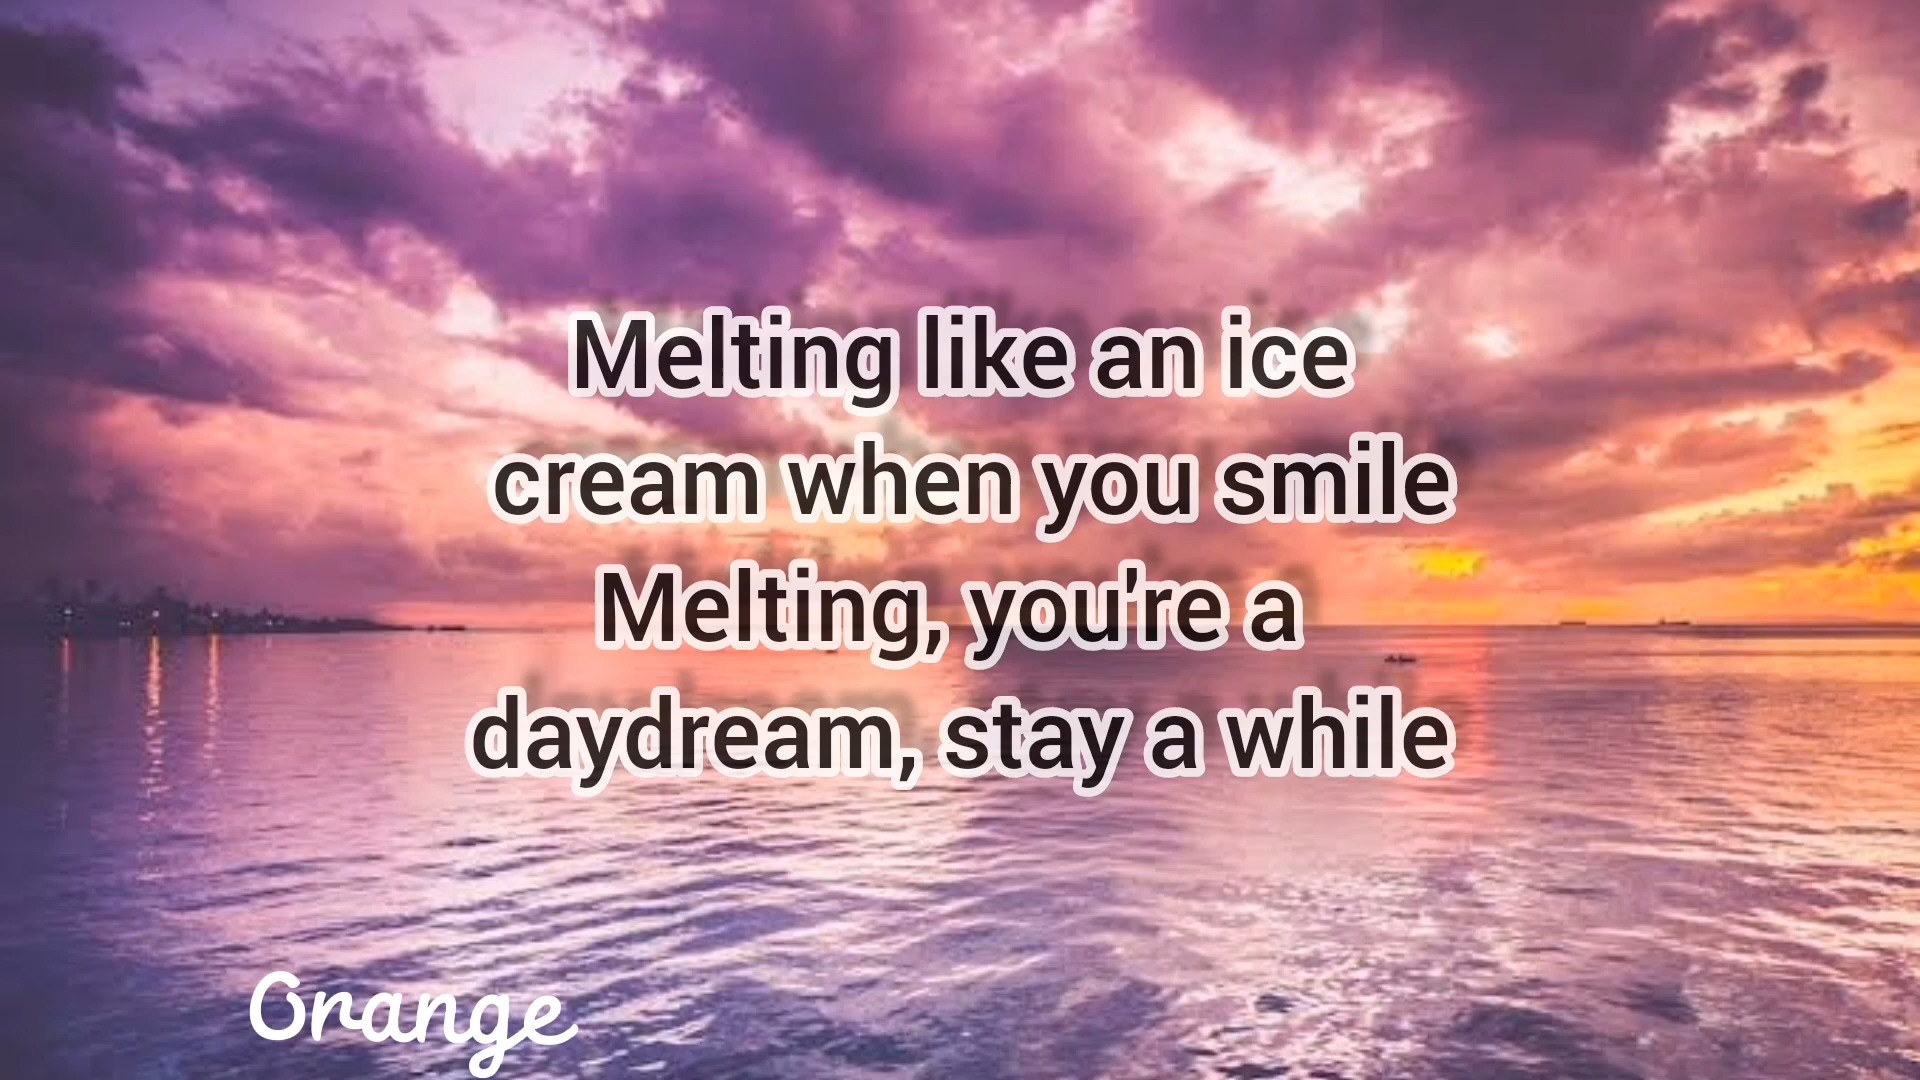 Melting like an ice
cream when you smile
Melting, you're a
daydream, stay a while
Orange